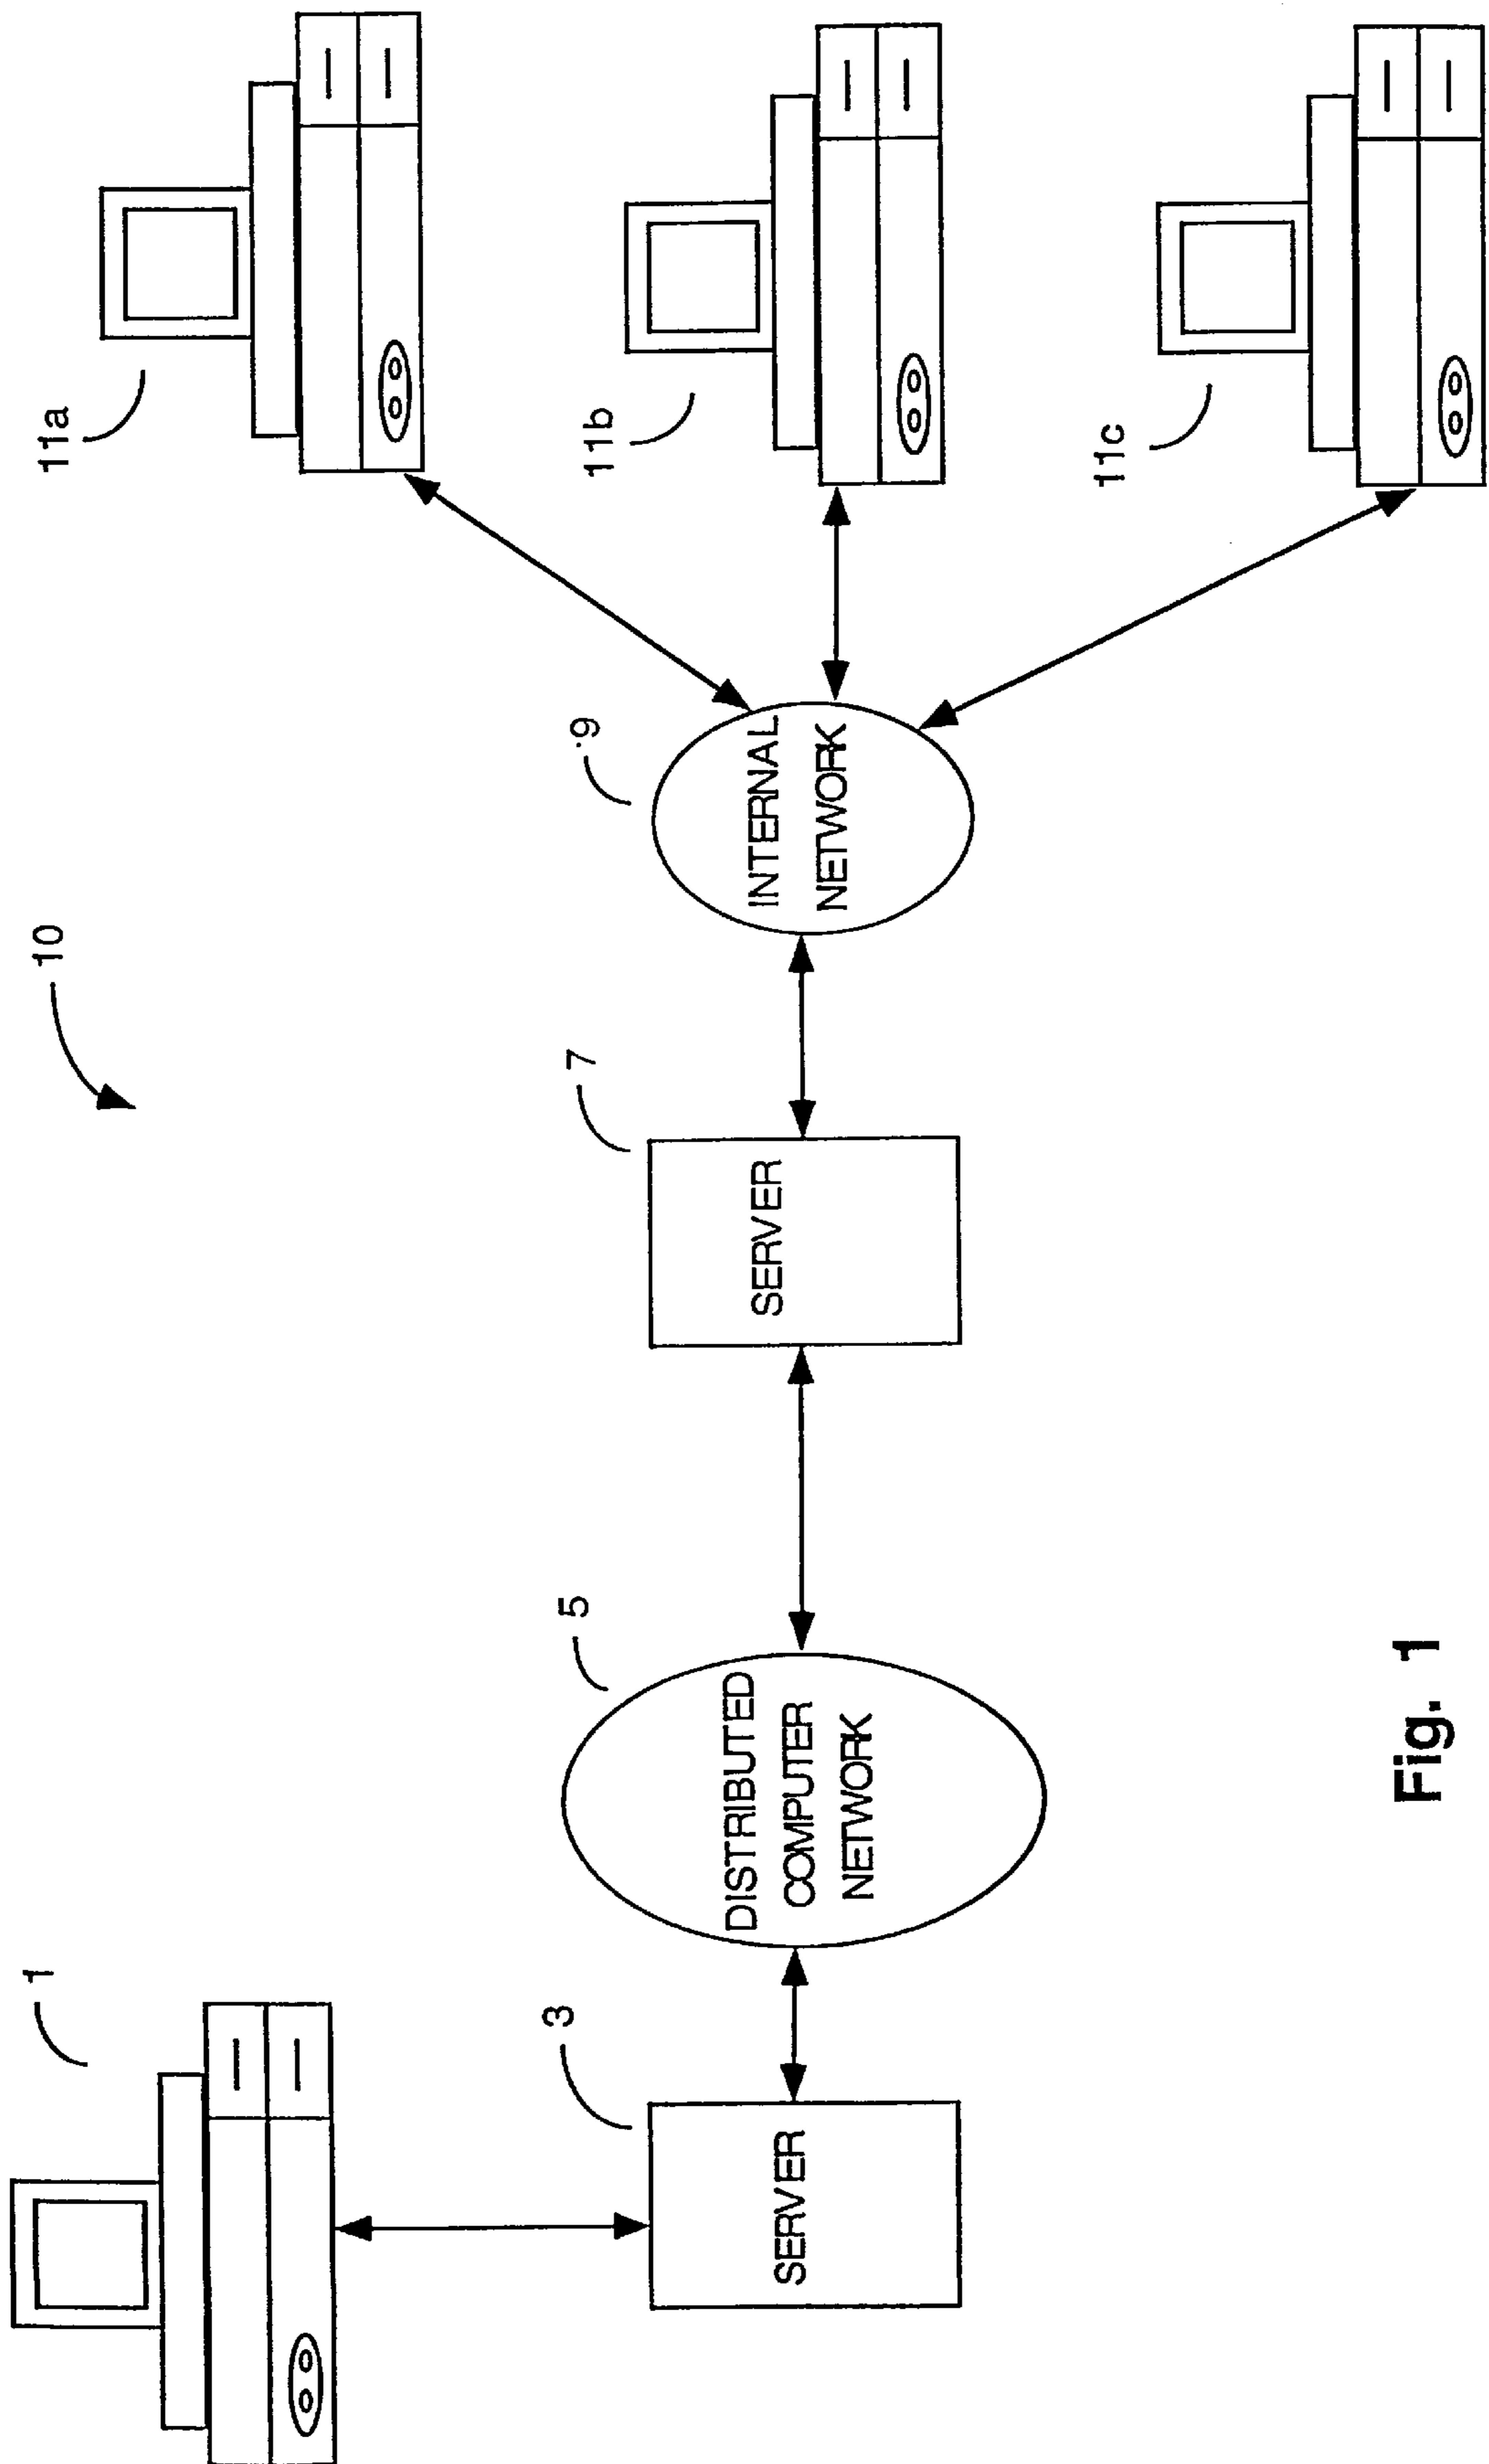 10
1
3
SERVER
5
DISTRIBUTED
COMPUTER
NETWORK
7
SERVER
9
INTERNAL
NETWORK
11a
11b
11c
Fig. 1